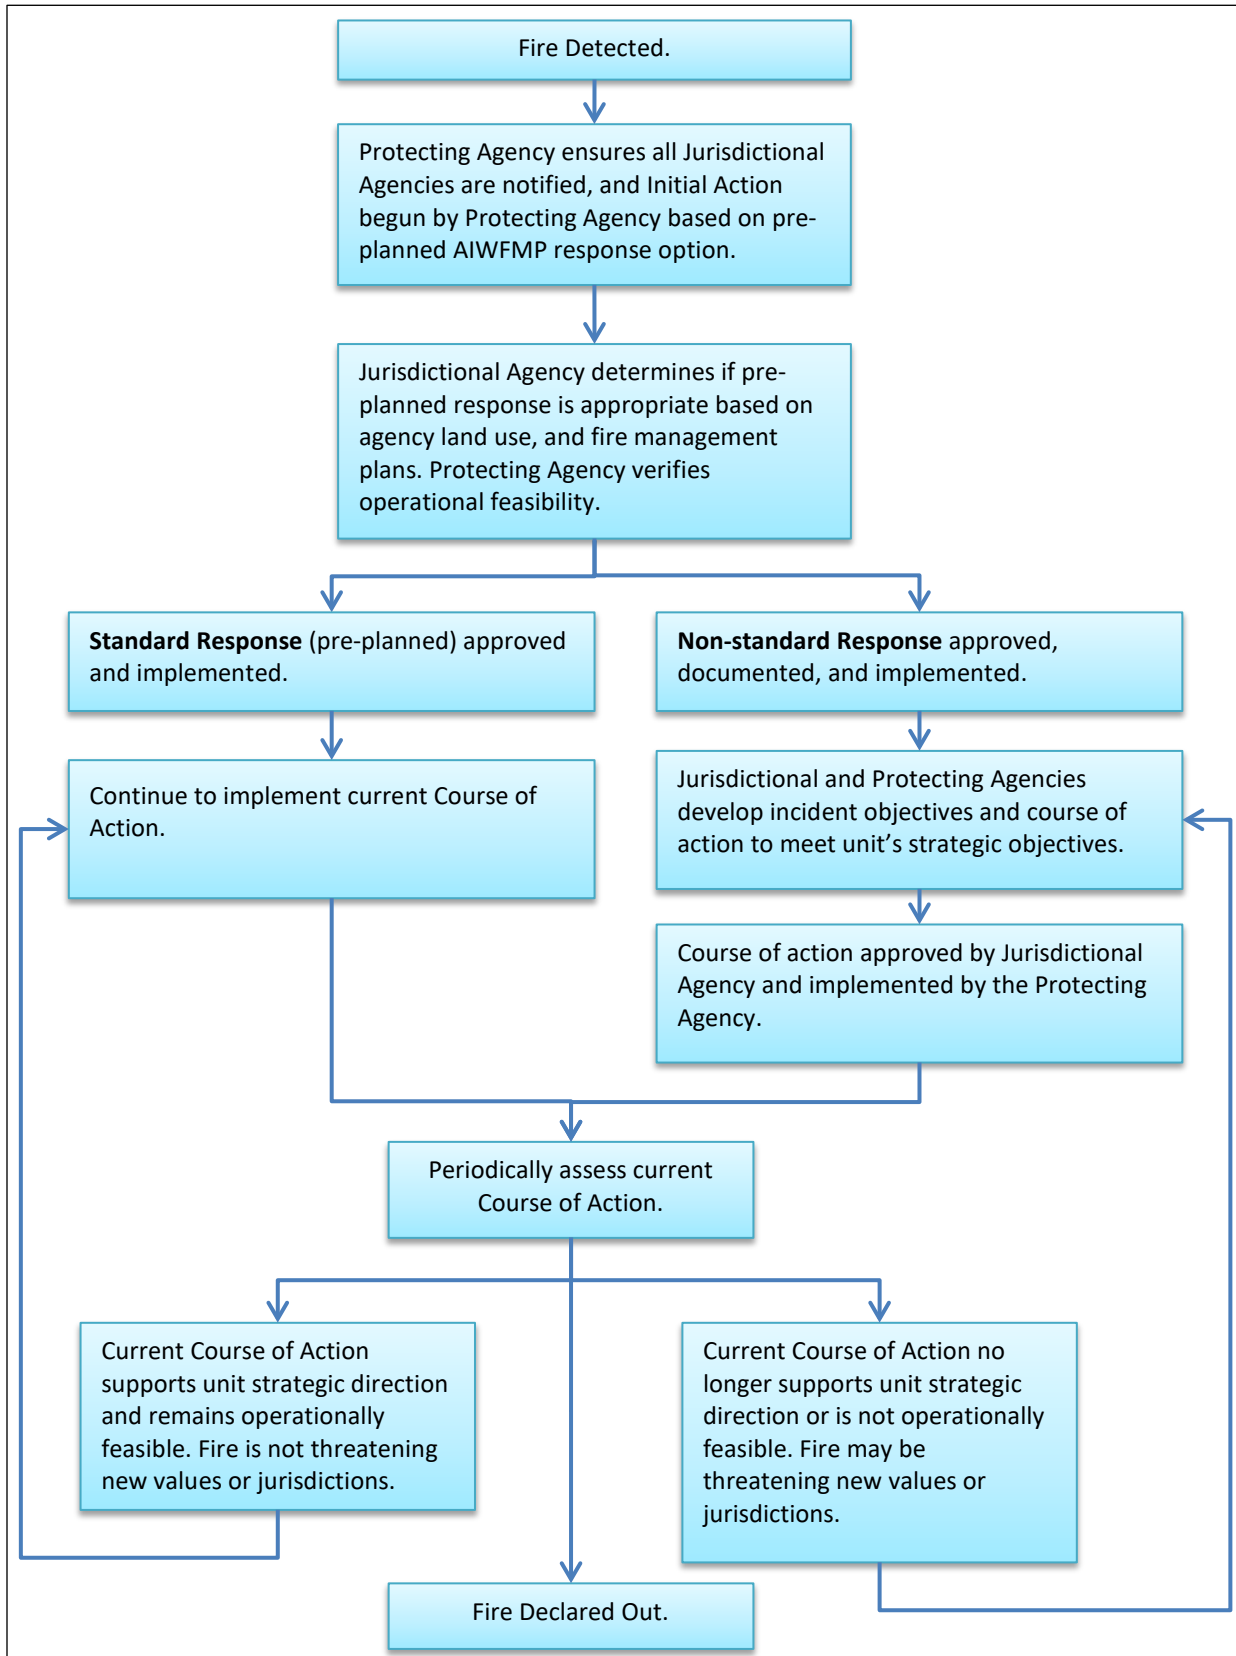 Fire Detected.
Protecting Agency ensures all Jurisdictional
Agencies are notified, and Initial Action
begun by Protecting Agency based on pre-
planned AIWFMP response option.
Jurisdictional Agency determines if pre-
planned response is appropriate based on
agency land use, and fire management
plans. Protecting Agency verifies
operational feasibility.
Standard Response (pre-planned) approved
and implemented.
Non-standard Response approved,
documented, and implemented.
Continue to implement current Course of
Action.
Jurisdictional and Protecting Agencies
develop incident objectives and course of
action to meet unit’s strategic objectives.
Course of action approved by Jurisdictional
Agency and implemented by the Protecting
Agency.
Periodically assess current
Course of Action.
Current Course of Action
supports unit strategic direction
and remains operationally
feasible. Fire is not threatening
new values or jurisdictions.
Current Course of Action no
longer supports unit strategic
direction or is not operationally
feasible. Fire may be
threatening new values or
jurisdictions.
Fire Declared Out.